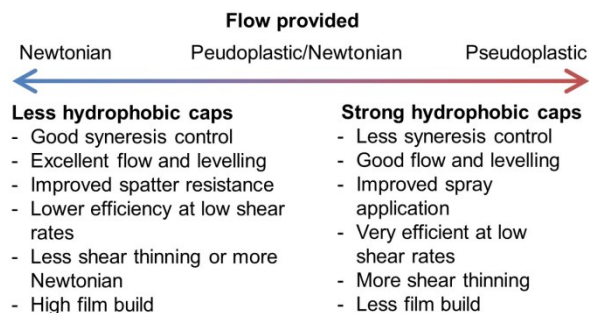 Flow provided
Newtonian Peudoplastic/Newtonian Pseudoplastic
Less hydrophobic caps
- Good syneresis control
- Excellent flow and levelling
- Improved spatter resistance
- Lower efficiency at low shear
rates
- Less shear thinning or more
Newtonian
- High film build
Strong hydrophobic caps
- Less syneresis control
- Good flow and levelling
- Improved spray
application
- Very efficient at low
shear rates
- More shear thinning
- Less film build